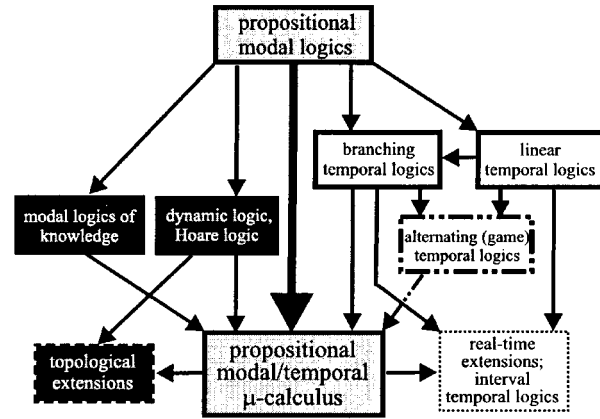 propositional
modal logics
branching
temporal logics
linear
temporal logics
modal logics of
knowledge
dynamic logic,
Hoare logic
alternating (game)
temporal logics
topological
extensions
propositional
modal/temporal
μ-calculus
real-time
extensions;
interval
temporal logics